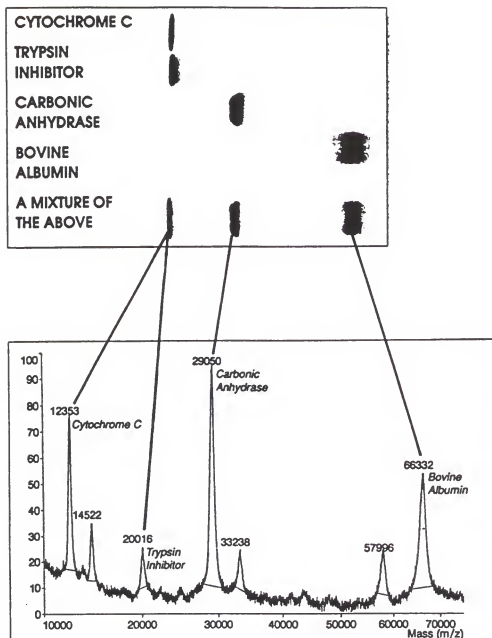 CYTOCHROME C
TRYPSIN
INHIBITOR
CARBONIC
ANHYDRASE
BOVINE
ALBUMIN
A MIXTURE OF
THE ABOVE
100
90
80
70
60
50
40
30
20
10
0
12353
Cytochrome C
14522
20016
Trypsin
Inhibitor
29050
Carbonic
Anhydrase
33238
57996
66332
Bovine
Albumin
10000 20000 30000 40000 50000 60000 70000
Mass (m/z)